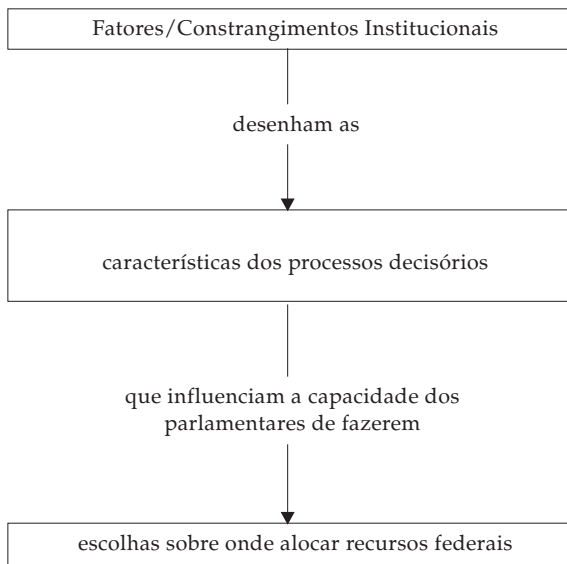 Fatores/Constrangimentos Institucionais
desenham as
características dos processos decisórios
que influenciam a capacidade dos
parlamentares de fazerem
escolhas sobre onde alocar recursos federais